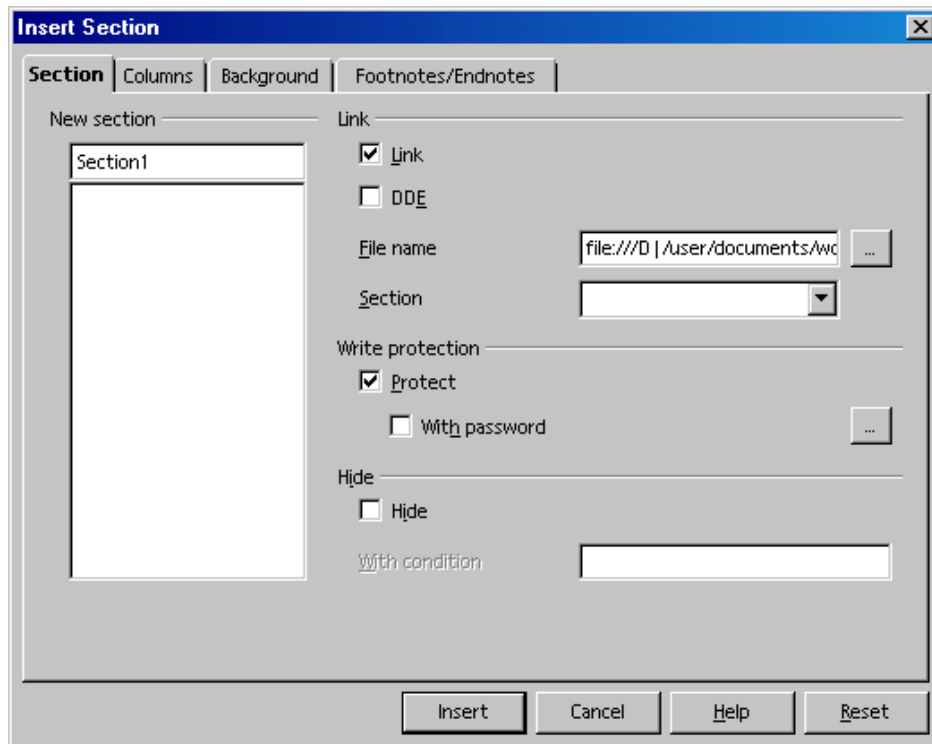 Insert Section
Section Columns Background Footnotes/Endnotes
New section
Section1
Link
Link
DDE
File name file:///D|/user/documents/wo ...
Section
Write protection
Protect
With password ...
Hide
Hide
With condition
Insert Cancel Help Reset